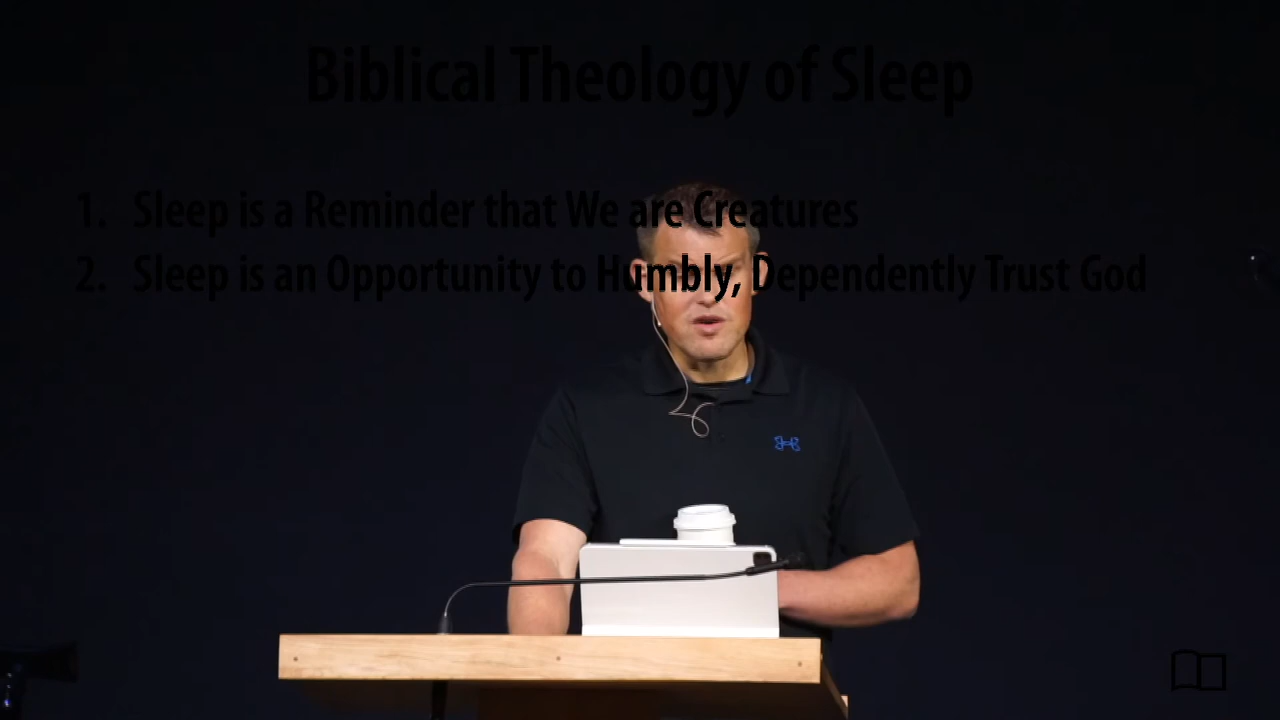 Biblical Theology of Sleep
1. Sleep is a Reminder that We are Creatures
2. Sleep is an Opportunity to Humbly, Dependently Trust God